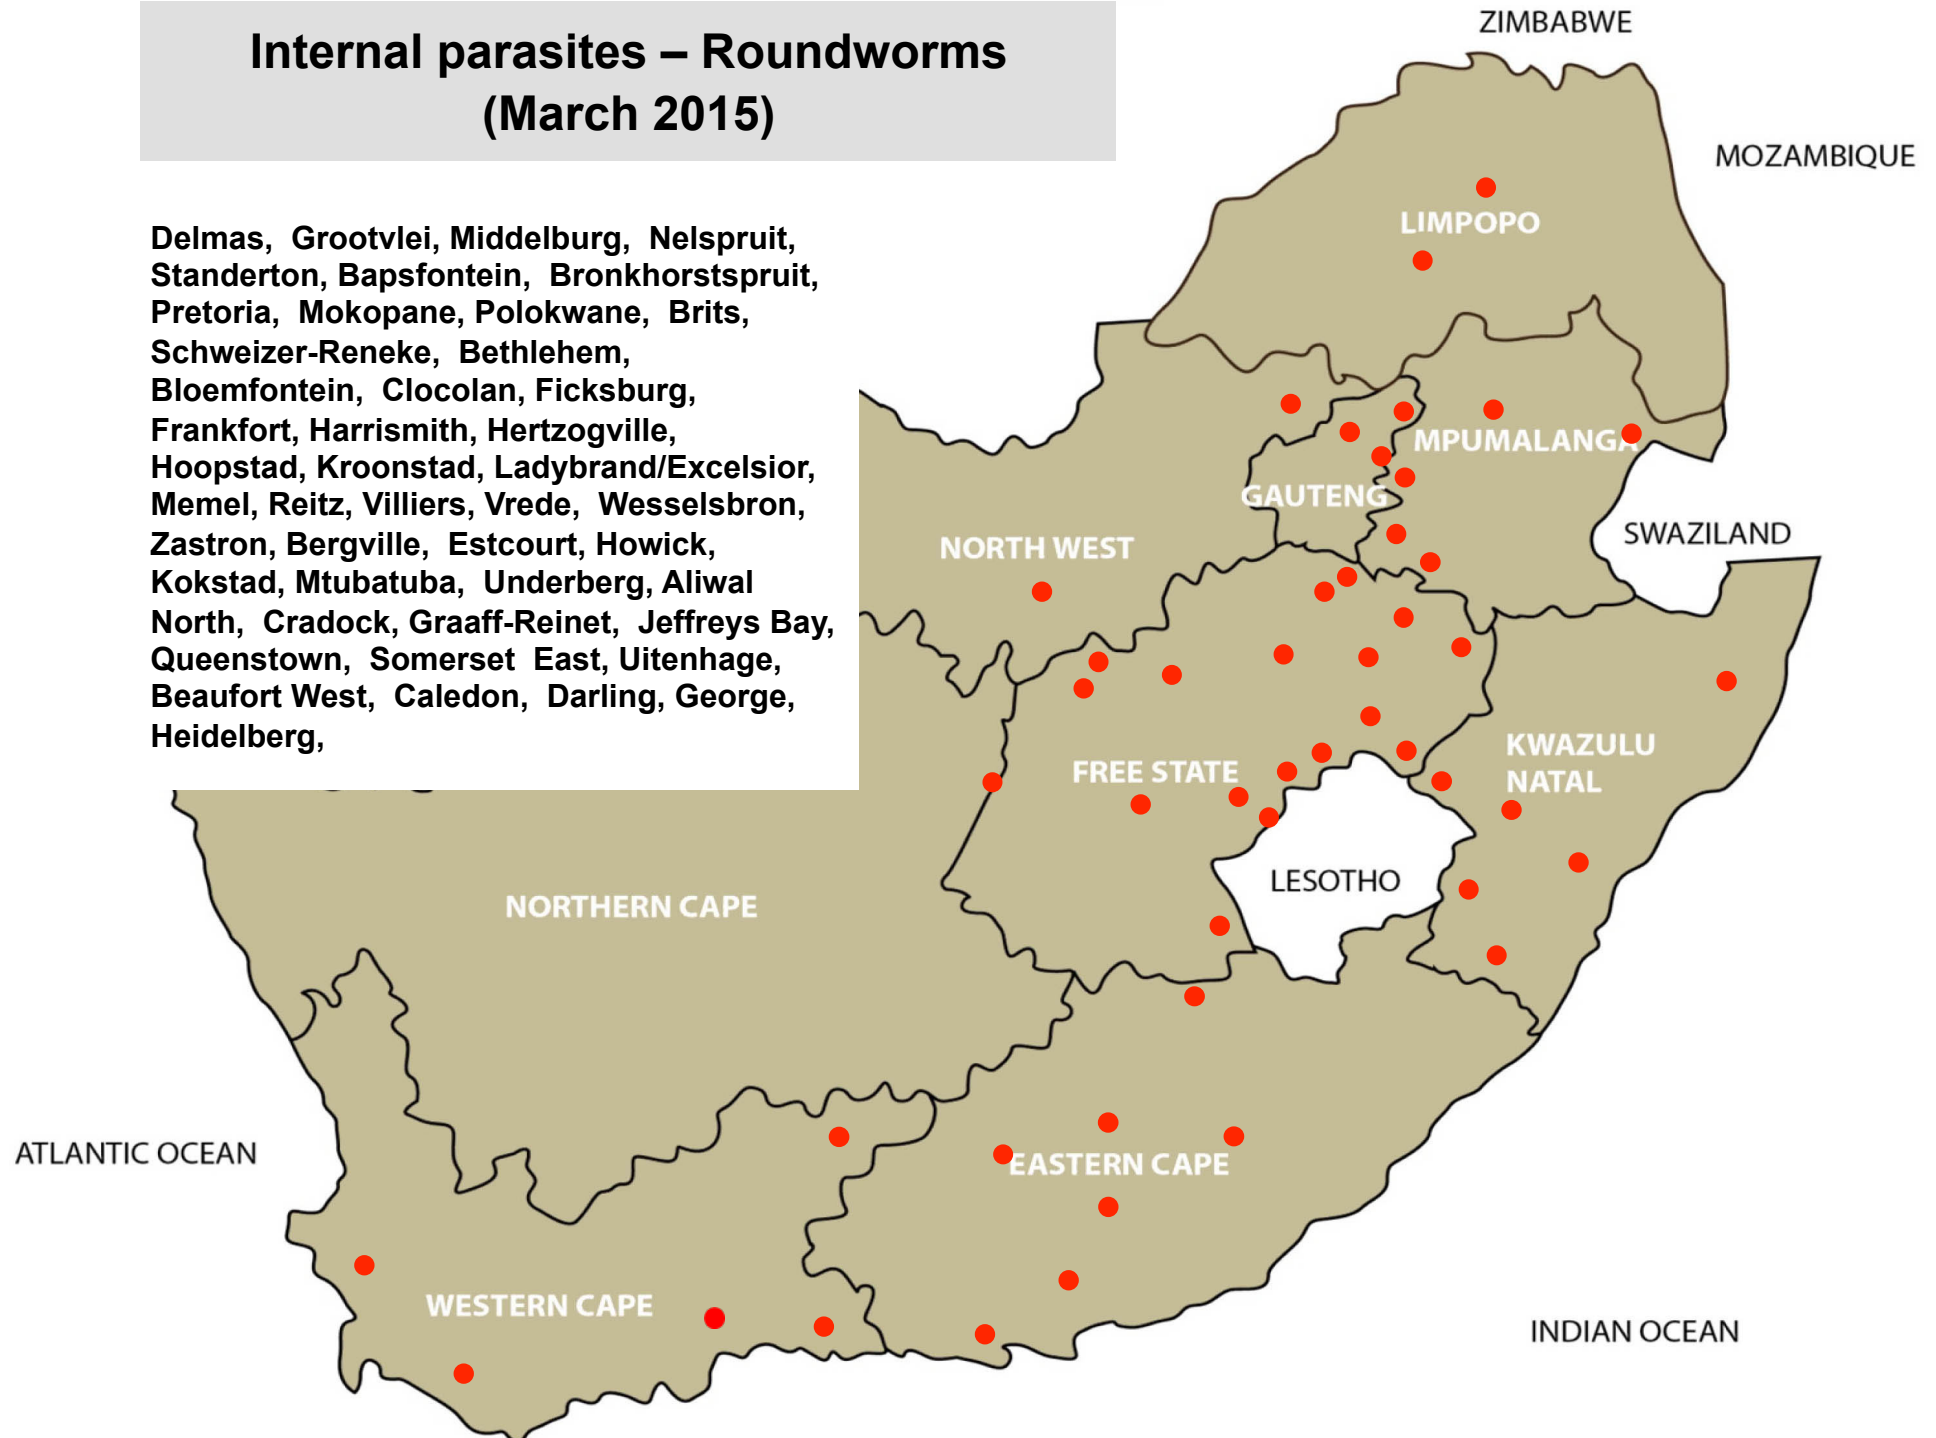 Internal parasites – Roundworms
(March 2015)
Delmas, Grootvlei, Middelburg, Nelspruit,
Standerton, Bapsfontein, Bronkhorstspruit,
Pretoria, Mokopane, Polokwane, Brits,
Schweizer-Reneke, Bethlehem,
Bloemfontein, Clocolan, Ficksburg,
Frankfort, Harrismith, Hertzogville,
Hoopstad, Kroonstad, Ladybrand/Excelsior,
Memel, Reitz, Villiers, Vrede, Wesselsbron,
Zastron, Bergville, Estcourt, Howick,
Kokstad, Mtubatuba, Underberg, Aliwal
North, Cradock, Graaff-Reinet, Jeffreys Bay,
Queenstown, Somerset East, Uitenhage,
Beaufort West, Caledon, Darling, George,
Heidelberg,
ZIMBABWE
MOZAMBIQUE
LIMPOPO
MPUMALANGA
GAUTENG
SWAZILAND
NORTH WEST
KWAZULU
NATAL
FREE STATE
LESOTHO
NORTHERN CAPE
ATLANTIC OCEAN
EASTERN CAPE
WESTERN CAPE
INDIAN OCEAN